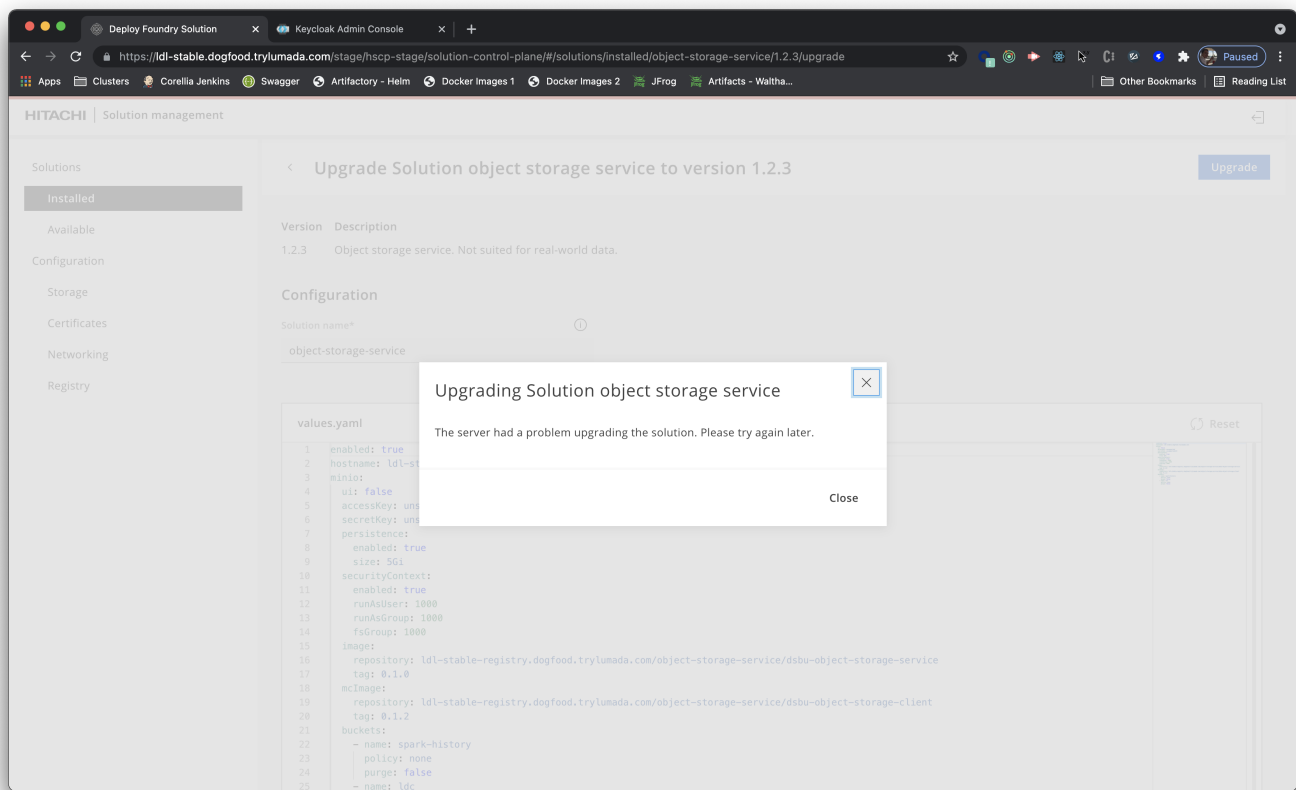 Deploy Foundry Solution
Keycloak Admin Console
https://ldl-stable.dogfood.trylumada.com/stage/hscp-stage/solution-control-plane/#/solutions/installed/object-storage-service/1.2.3/upgrade
Paused
Apps
Clusters
Corellia Jenkins
Swagger
Artifactory - Helm
Docker Images 1
Docker Images 2
JFrog
Artifacts - Waltha...
Other Bookmarks
Reading List
HITACHI
Solution management
Solutions
Installed
Available
Configuration
Storage
Certificates
Networking
Registry
Upgrade Solution object storage service to version 1.2.3
Upgrade
Version Description
1.2.3 Object storage service. Not suited for real-world data.
Configuration
Solution name*
object-storage-service
Upgrading Solution object storage service
The server had a problem upgrading the solution. Please try again later.
Close
values.yaml
Reset
1 enabled: true
2 hostname: ldl-st
3 minio:
4 ui: false
5 accessKey: uns
6 secretKey: uns
7 persistence:
8 enabled: true
9 size: 5Gi
10 securityContext:
11 enabled: true
12 runAsUser: 1000
13 runAsGroup: 1000
14 fsGroup: 1000
15 image:
16 repository: ldl-stable-registry.dogfood.trylumada.com/object-storage-service/dsbu-object-storage-service
17 tag: 0.1.0
18 mcImage:
19 repository: ldl-stable-registry.dogfood.trylumada.com/object-storage-service/dsbu-object-storage-client
20 tag: 0.1.2
21 buckets:
22 - name: spark-history
23 policy: none
24 purge: false
25 - name: ldc